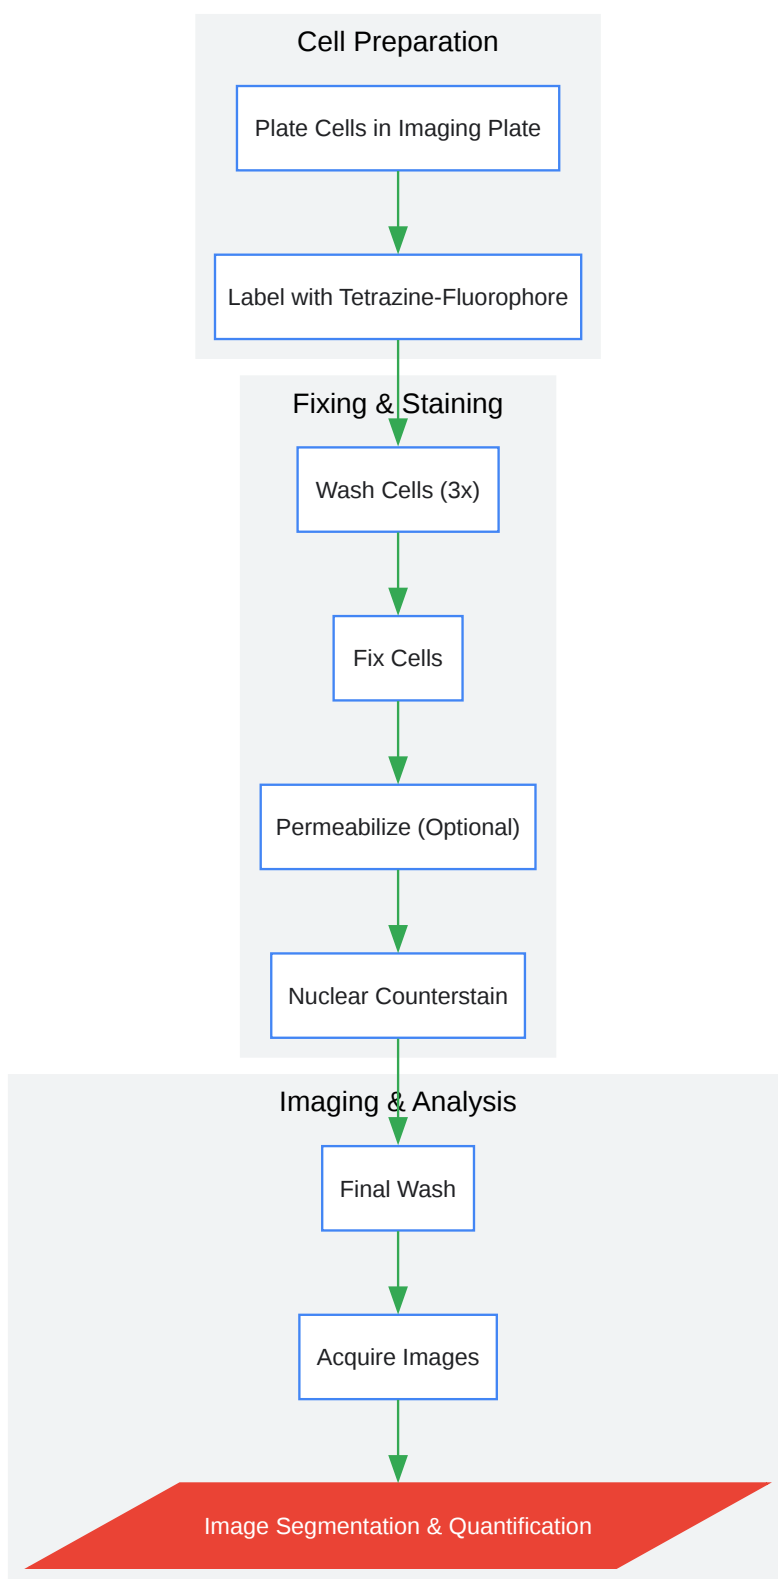 Cell Preparation
Plate Cells in Imaging Plate
Label with Tetrazine-Fluorophore
Fixing & Staining
Wash Cells (3x)
Fix Cells
Permeabilize (Optional)
Nuclear Counterstain
Imaging & Analysis
Final Wash
Acquire Images
Image Segmentation & Quantification